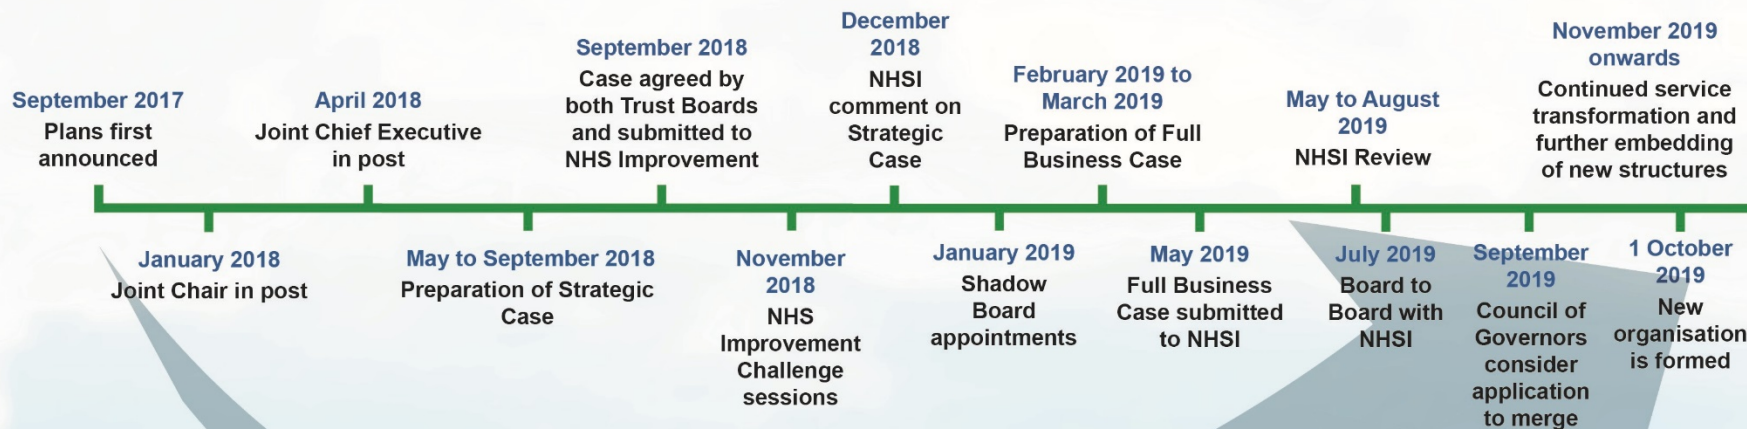 September 2017
Plans first
announced
January 2018
Joint Chair in post
April 2018
Joint Chief Executive
in post
May to September 2018
Preparation of Strategic
Case
September 2018
Case agreed by
both Trust Boards
and submitted to
NHS Improvement
November
2018
NHS
Improvement
Challenge
sessions
December
2018
NHSI
comment on
Strategic
Case
January 2019
Shadow
Board
appointments
February 2019 to
March 2019
Preparation of Full
Business Case
May 2019
Full Business
Case submitted
to NHSI
May to August
2019
NHSI Review
July 2019
Board to
Board with
NHSI
September
2019
Council of
Governors
consider
application
to merge
1 October
2019
New
organisation
is formed
November 2019
onwards
Continued service
transformation and
further embedding
of new structures